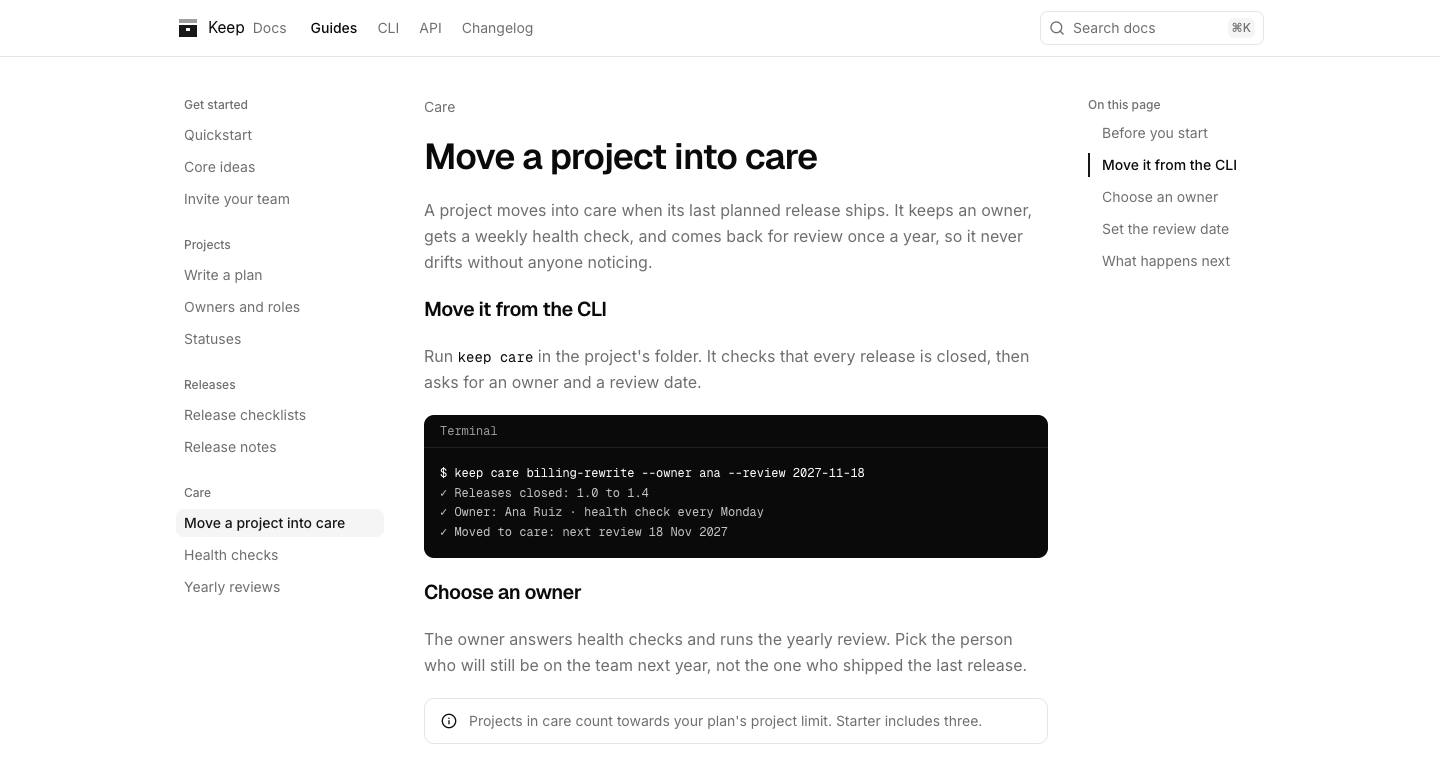 Keep Docs Guides CLI API Changelog
Search docs ⌘K
Get started
Quickstart
Core ideas
Invite your team
Projects
Write a plan
Owners and roles
Statuses
Releases
Release checklists
Release notes
Care
Move a project into care
Health checks
Yearly reviews
Care
Move a project into care
A project moves into care when its last planned release ships. It keeps an owner,
gets a weekly health check, and comes back for review once a year, so it never
drifts without anyone noticing.
Move it from the CLI
Run keep care in the project's folder. It checks that every release is closed, then
asks for an owner and a review date.
Terminal
$ keep care billing-rewrite --owner ana --review 2027-11-18
✓ Releases closed: 1.0 to 1.4
✓ Owner: Ana Ruiz · health check every Monday
✓ Moved to care: next review 18 Nov 2027
Choose an owner
The owner answers health checks and runs the yearly review. Pick the person
who will still be on the team next year, not the one who shipped the last release.
Projects in care count towards your plan's project limit. Starter includes three.
On this page
Before you start
Move it from the CLI
Choose an owner
Set the review date
What happens next